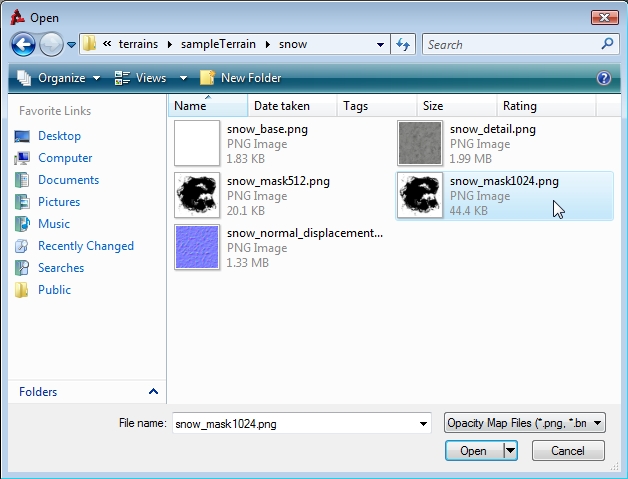 Open
« terrains ▸ sampleTerrain ▸ snow
Search
Organize Views New Folder ?
Favorite Links
Desktop
Computer
Documents
Pictures
Music
Recently Changed
Searches
Public
Folders
Name Date taken Tags Size Rating
snow_base.png
PNG Image
1.83 KB
snow_detail.png
PNG Image
1.99 MB
snow_mask512.png
PNG Image
20.1 KB
snow_mask1024.png
PNG Image
44.4 KB
snow_normal_displacement...
PNG Image
1.33 MB
File name: snow_mask1024.png
Opacity Map Files (*.png, *.bn
Open Cancel